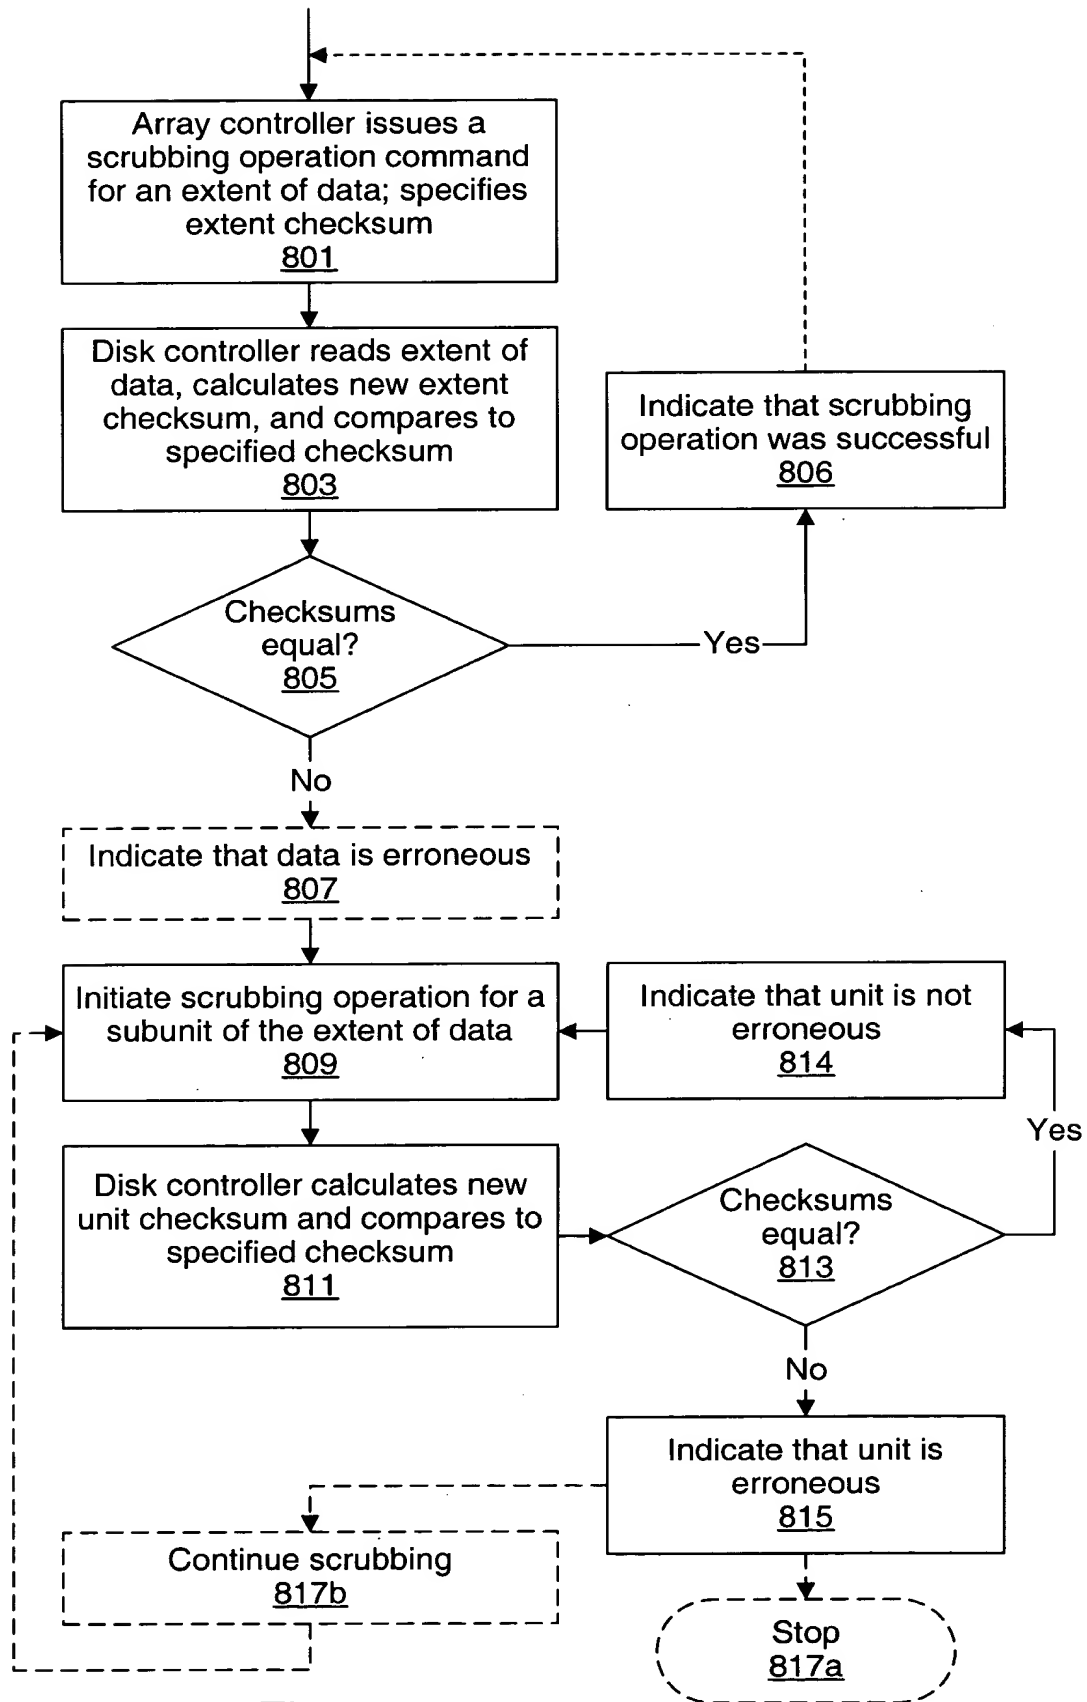 Array controller issues a
scrubbing operation command
for an extent of data; specifies
extent checksum
801
Disk controller reads extent of
data, calculates new extent
checksum, and compares to
specified checksum
803
Indicate that scrubbing
operation was successful
806
Checksums
equal?
805
Yes
No
Indicate that data is erroneous
807
Initiate scrubbing operation for a
subunit of the extent of data
809
Indicate that unit is not
erroneous
814
Yes
Disk controller calculates new
unit checksum and compares to
specified checksum
811
Checksums
equal?
813
No
Indicate that unit is
erroneous
815
Continue scrubbing
817b
Stop
817a